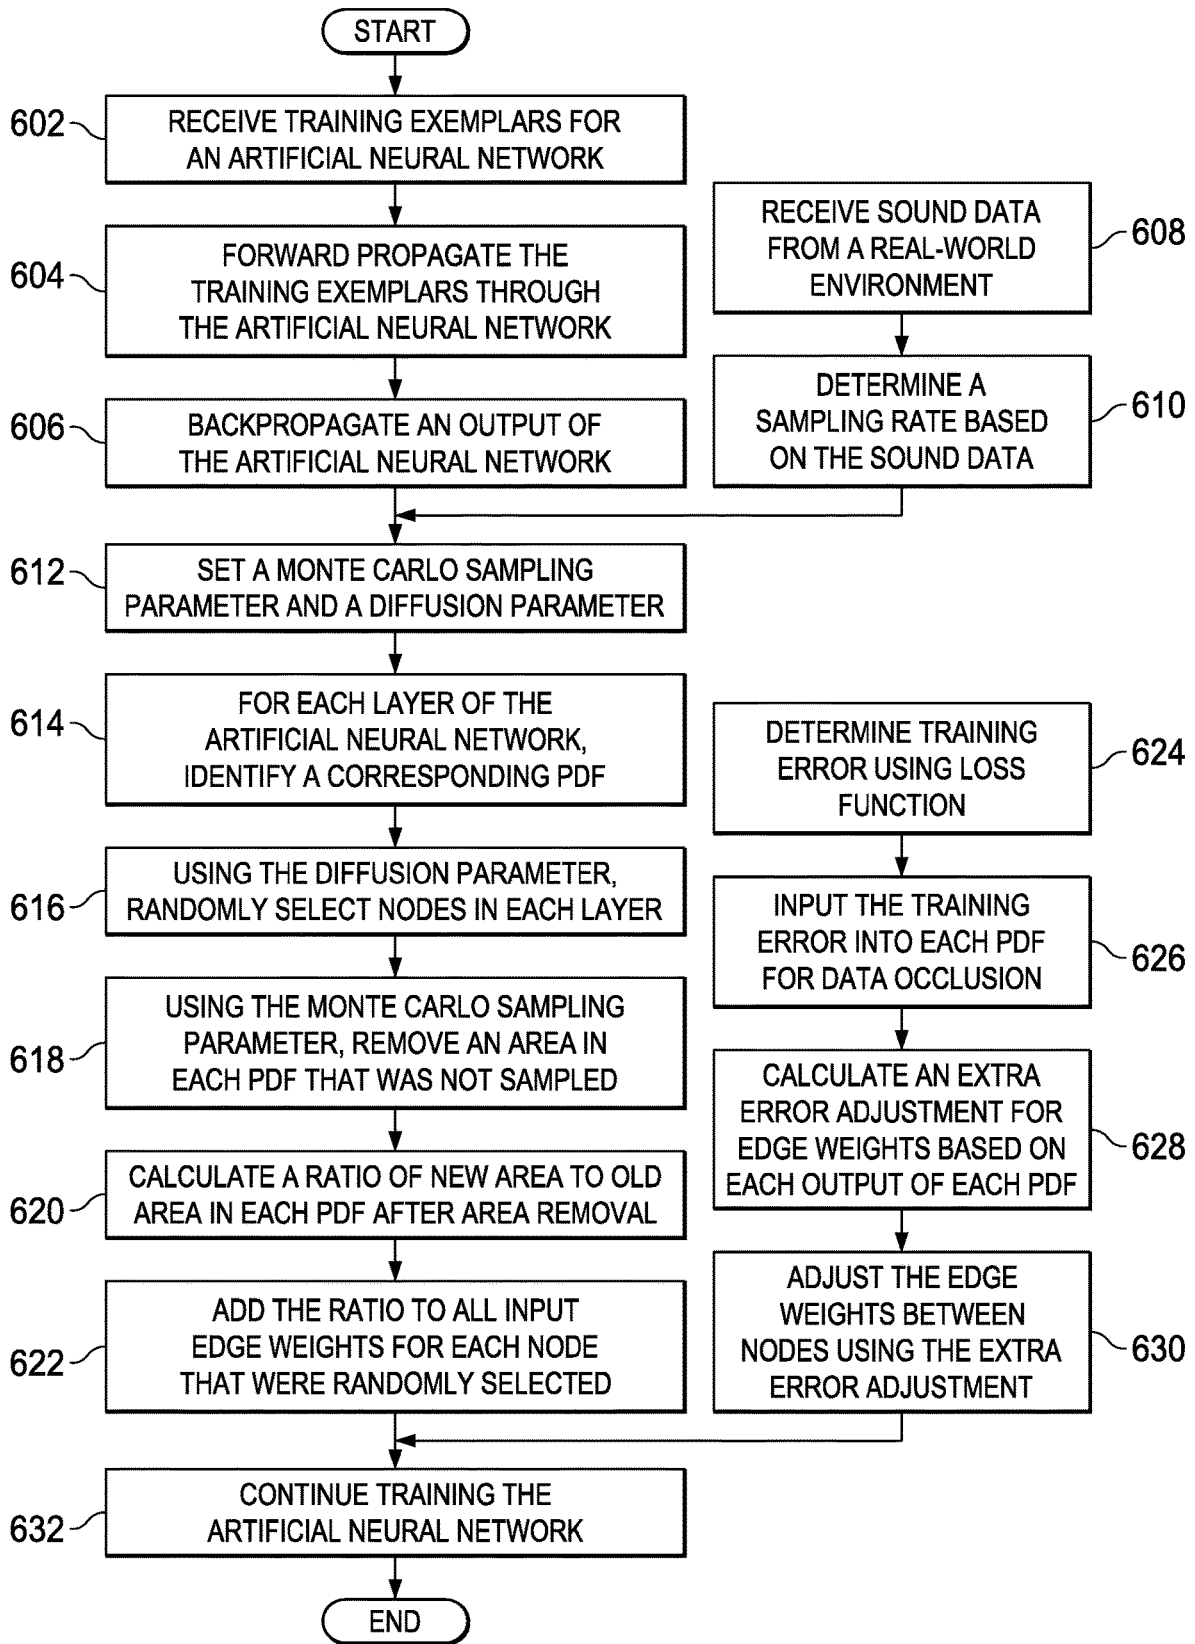 START
602
RECEIVE TRAINING EXEMPLARS FOR
AN ARTIFICIAL NEURAL NETWORK
604
FORWARD PROPAGATE THE
TRAINING EXEMPLARS THROUGH
THE ARTIFICIAL NEURAL NETWORK
606
BACKPROPAGATE AN OUTPUT OF
THE ARTIFICIAL NEURAL NETWORK
RECEIVE SOUND DATA
FROM A REAL-WORLD
ENVIRONMENT
608
DETERMINE A
SAMPLING RATE BASED
ON THE SOUND DATA
610
612
SET A MONTE CARLO SAMPLING
PARAMETER AND A DIFFUSION PARAMETER
614
FOR EACH LAYER OF THE
ARTIFICIAL NEURAL NETWORK,
IDENTIFY A CORRESPONDING PDF
616
USING THE DIFFUSION PARAMETER,
RANDOMLY SELECT NODES IN EACH LAYER
618
USING THE MONTE CARLO SAMPLING
PARAMETER, REMOVE AN AREA IN
EACH PDF THAT WAS NOT SAMPLED
620
CALCULATE A RATIO OF NEW AREA TO OLD
AREA IN EACH PDF AFTER AREA REMOVAL
622
ADD THE RATIO TO ALL INPUT
EDGE WEIGHTS FOR EACH NODE
THAT WERE RANDOMLY SELECTED
DETERMINE TRAINING
ERROR USING LOSS
FUNCTION
624
INPUT THE TRAINING
ERROR INTO EACH PDF
FOR DATA OCCLUSION
626
CALCULATE AN EXTRA
ERROR ADJUSTMENT FOR
EDGE WEIGHTS BASED ON
EACH OUTPUT OF EACH PDF
628
ADJUST THE EDGE
WEIGHTS BETWEEN
NODES USING THE EXTRA
ERROR ADJUSTMENT
630
632
CONTINUE TRAINING THE
ARTIFICIAL NEURAL NETWORK
END